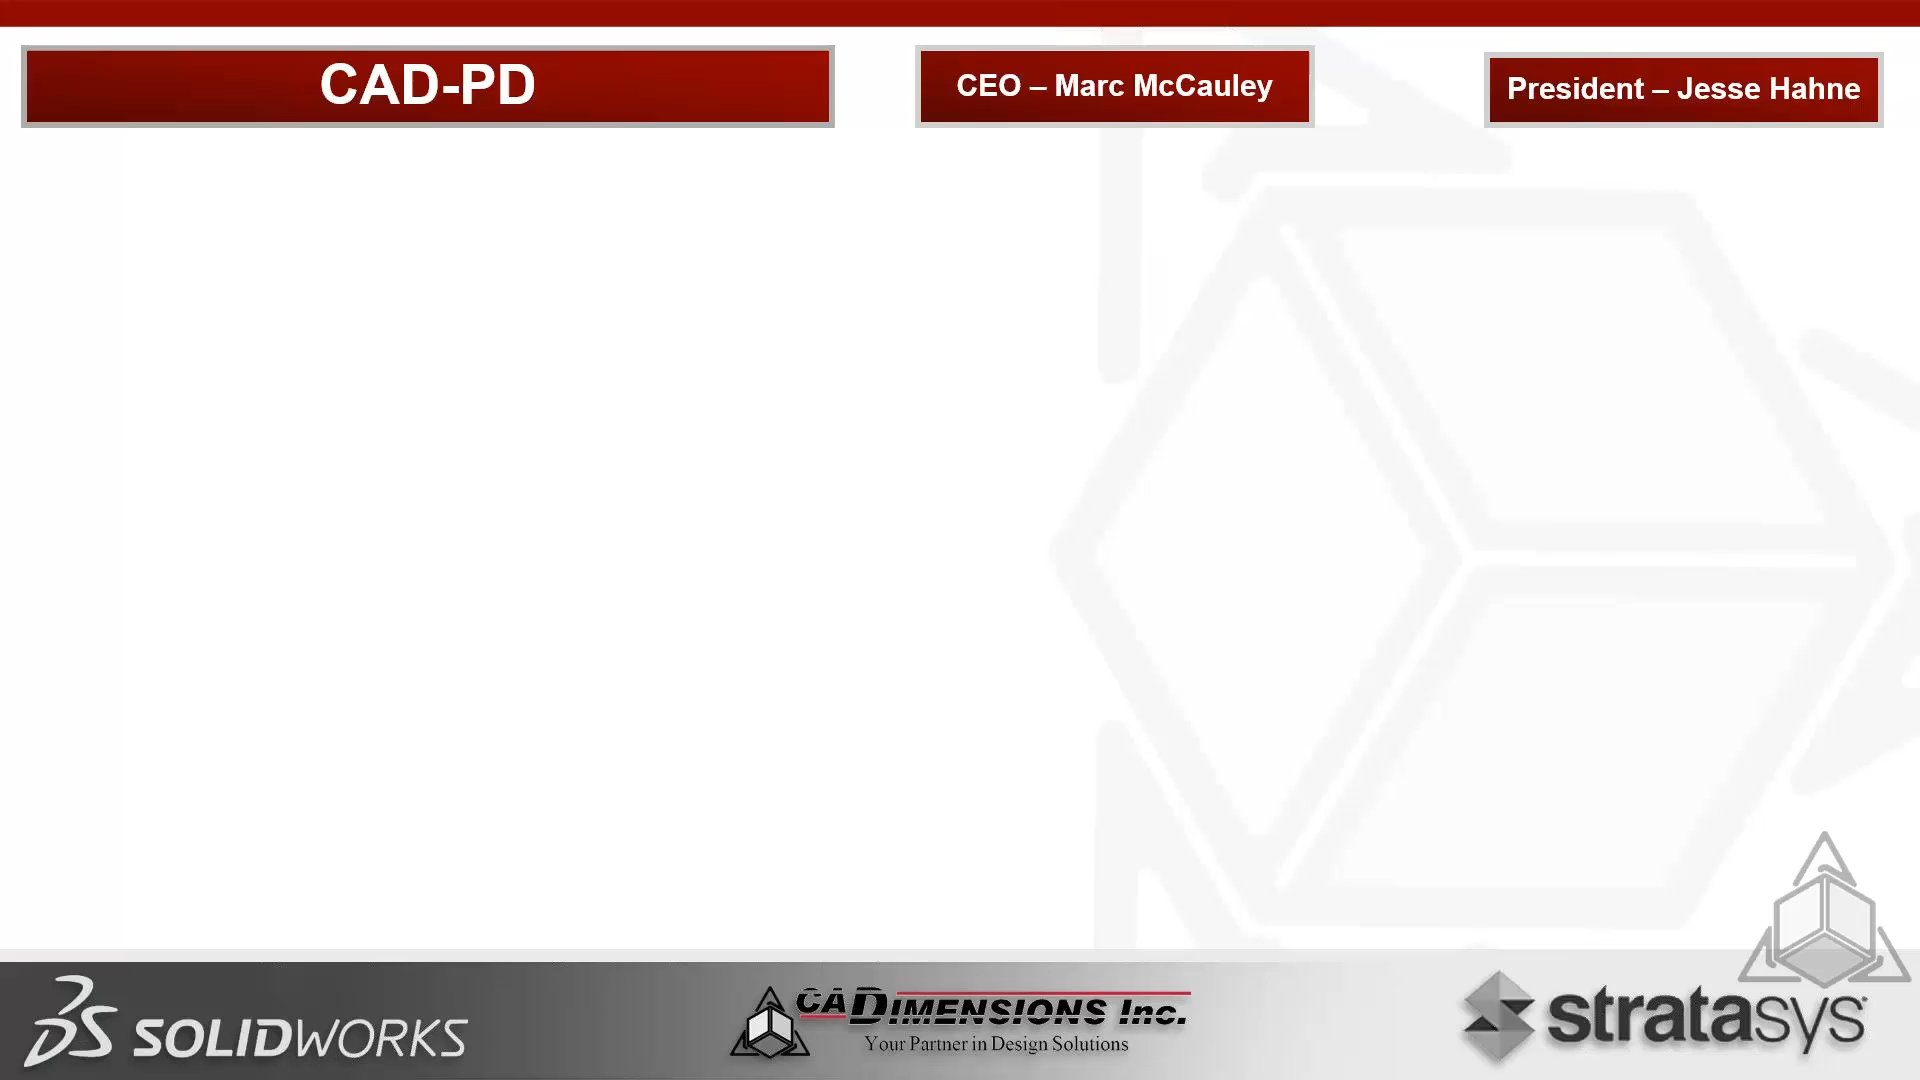 CAD-PD
CEO – Marc McCauley
President – Jesse Hahne
SOLIDWORKS
CADIMENSIONS Inc.
Your Partner in Design Solutions
stratasys